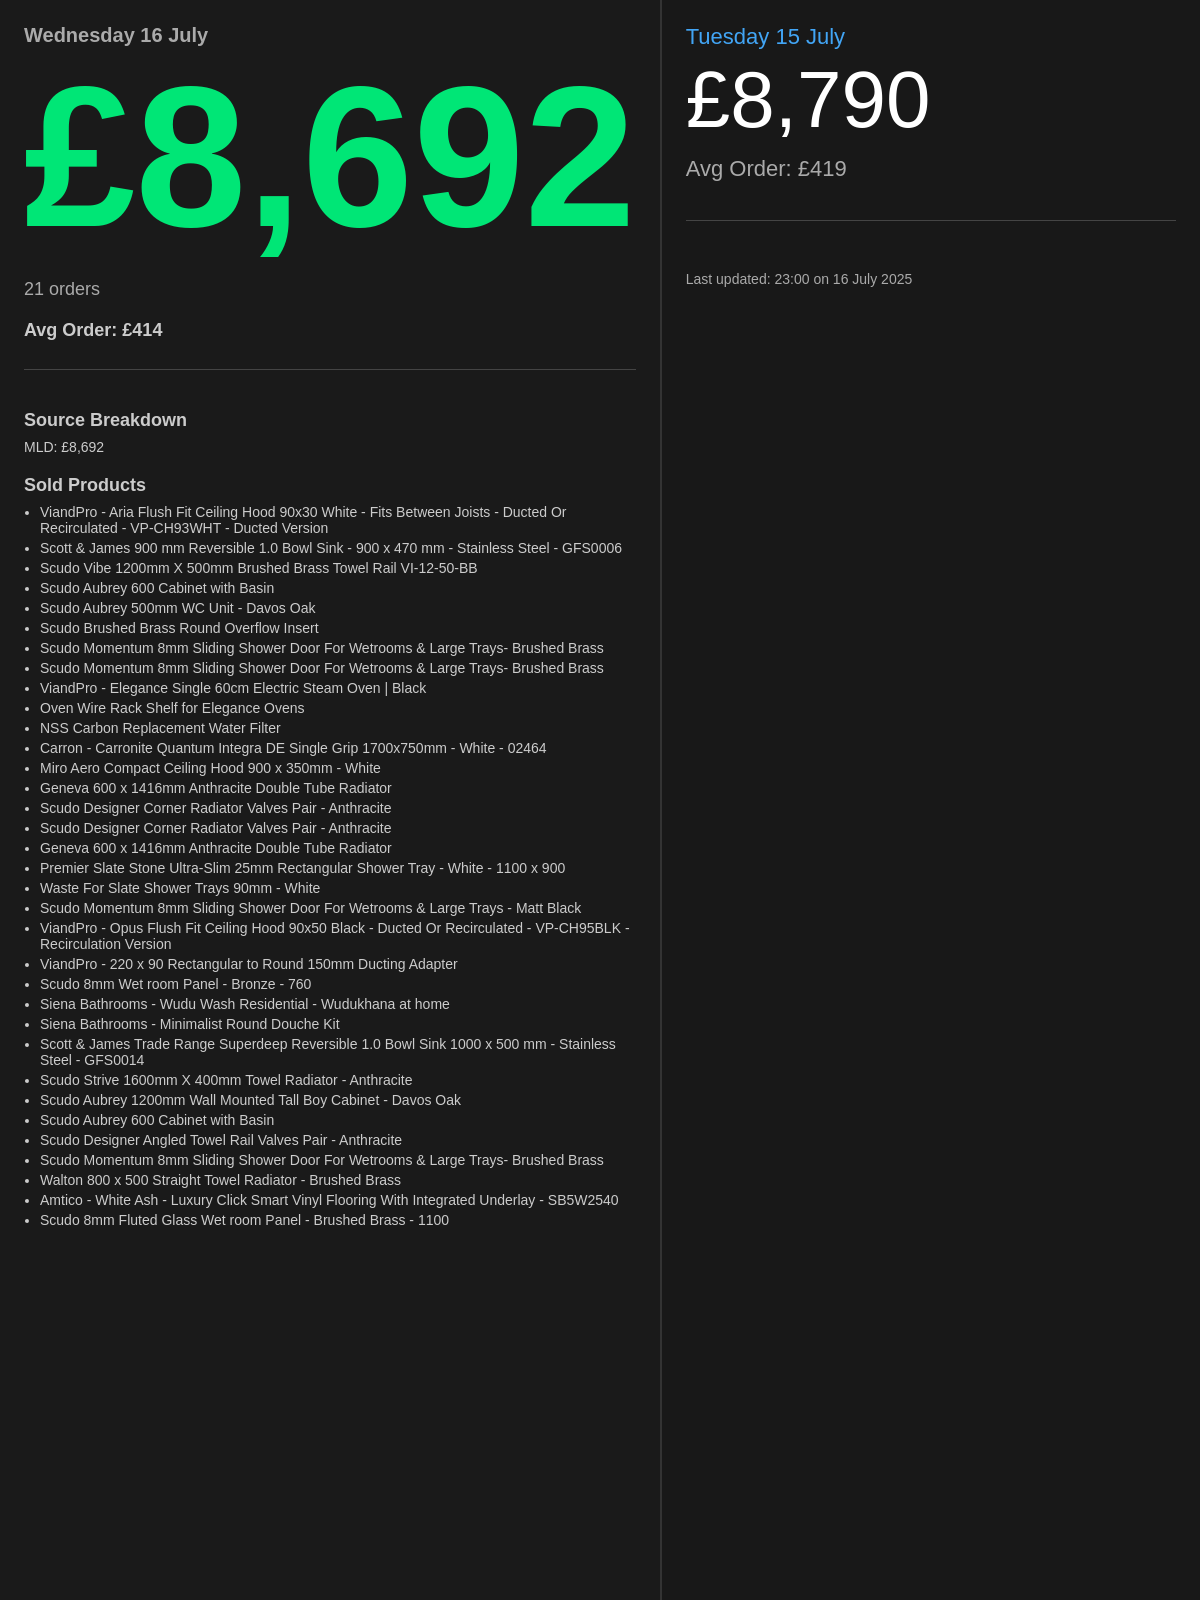 Wednesday 16 July
£8,692
21 orders
Avg Order: £414
Source Breakdown
MLD: £8,692
Sold Products
• ViandPro - Aria Flush Fit Ceiling Hood 90x30 White - Fits Between Joists - Ducted Or
Recirculated - VP-CH93WHT - Ducted Version
• Scott & James 900 mm Reversible 1.0 Bowl Sink - 900 x 470 mm - Stainless Steel - GFS0006
• Scudo Vibe 1200mm X 500mm Brushed Brass Towel Rail VI-12-50-BB
• Scudo Aubrey 600 Cabinet with Basin
• Scudo Aubrey 500mm WC Unit - Davos Oak
• Scudo Brushed Brass Round Overflow Insert
• Scudo Momentum 8mm Sliding Shower Door For Wetrooms & Large Trays- Brushed Brass
• Scudo Momentum 8mm Sliding Shower Door For Wetrooms & Large Trays- Brushed Brass
• ViandPro - Elegance Single 60cm Electric Steam Oven | Black
• Oven Wire Rack Shelf for Elegance Ovens
• NSS Carbon Replacement Water Filter
• Carron - Carronite Quantum Integra DE Single Grip 1700x750mm - White - 02464
• Miro Aero Compact Ceiling Hood 900 x 350mm - White
• Geneva 600 x 1416mm Anthracite Double Tube Radiator
• Scudo Designer Corner Radiator Valves Pair - Anthracite
• Scudo Designer Corner Radiator Valves Pair - Anthracite
• Geneva 600 x 1416mm Anthracite Double Tube Radiator
• Premier Slate Stone Ultra-Slim 25mm Rectangular Shower Tray - White - 1100 x 900
• Waste For Slate Shower Trays 90mm - White
• Scudo Momentum 8mm Sliding Shower Door For Wetrooms & Large Trays - Matt Black
• ViandPro - Opus Flush Fit Ceiling Hood 90x50 Black - Ducted Or Recirculated - VP-CH95BLK -
Recirculation Version
• ViandPro - 220 x 90 Rectangular to Round 150mm Ducting Adapter
• Scudo 8mm Wet room Panel - Bronze - 760
• Siena Bathrooms - Wudu Wash Residential - Wudukhana at home
• Siena Bathrooms - Minimalist Round Douche Kit
• Scott & James Trade Range Superdeep Reversible 1.0 Bowl Sink 1000 x 500 mm - Stainless
Steel - GFS0014
• Scudo Strive 1600mm X 400mm Towel Radiator - Anthracite
• Scudo Aubrey 1200mm Wall Mounted Tall Boy Cabinet - Davos Oak
• Scudo Aubrey 600 Cabinet with Basin
• Scudo Designer Angled Towel Rail Valves Pair - Anthracite
• Scudo Momentum 8mm Sliding Shower Door For Wetrooms & Large Trays- Brushed Brass
• Walton 800 x 500 Straight Towel Radiator - Brushed Brass
• Amtico - White Ash - Luxury Click Smart Vinyl Flooring With Integrated Underlay - SB5W2540
• Scudo 8mm Fluted Glass Wet room Panel - Brushed Brass - 1100
Tuesday 15 July
£8,790
Avg Order: £419
Last updated: 23:00 on 16 July 2025